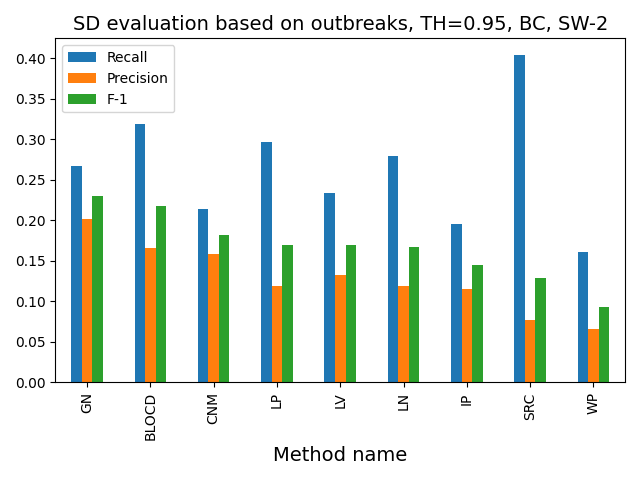 SD evaluation based on outbreaks, TH=0.95, BC, SW-2
Recall
Precision
F-1
0.40
0.35
0.30
0.25
0.20
0.15
0.10
0.05
0.00
GN
BLOCD
CNM
LP
LV
LN
IP
SRC
WP
Method name